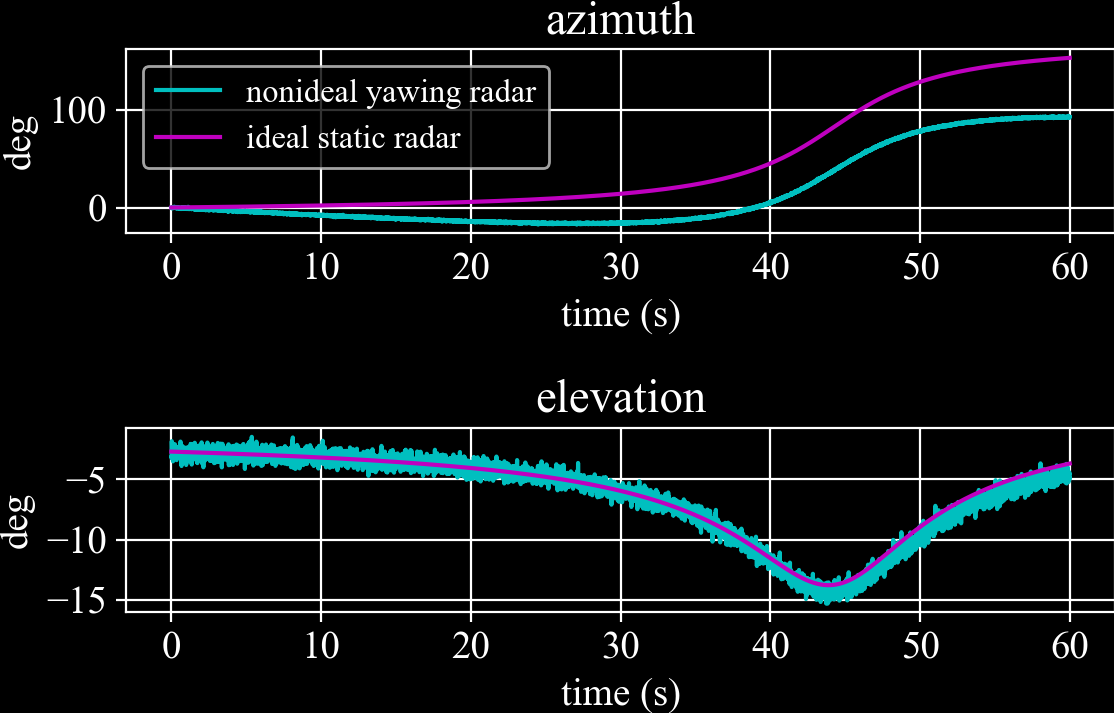 azimuth
deg
100
0
nonideal yawing radar
ideal static radar
0 10 20 30 40 50 60
time (s)
elevation
deg
−5
−10
−15
0 10 20 30 40 50 60
time (s)